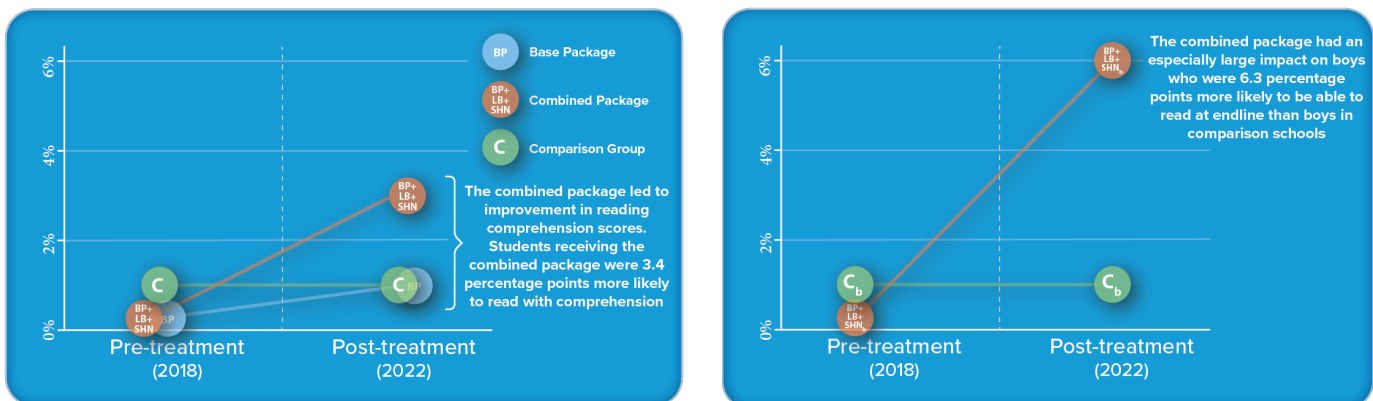 6%
4%
2%
0%
BP Base Package
BP+
LB+
SHN
Combined Package
C Comparison Group
BP+
LB+
SHN
The combined package led to
improvement in reading
comprehension scores.
Students receiving the
combined package were 3.4
percentage points more likely
to read with comprehension
C
C BP
BP+
LB+
SHN
BP
Pre-treatment
(2018)
Post-treatment
(2022)
6%
4%
2%
0%
BP+
LB+
SHNb
The combined package had an
especially large impact on boys
who were 6.3 percentage
points more likely to be able to
read at endline than boys in
comparison schools
Cb
Cb
BP+
LB+
SHNb
Pre-treatment
(2018)
Post-treatment
(2022)